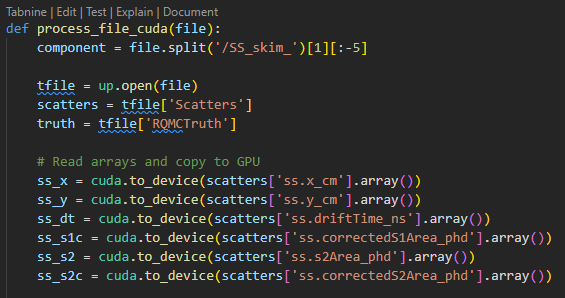 Tabnine | Edit | Test | Explain | Document
def process_file_cuda(file):
    component = file.split('/SS_skim_')[1][:-5]

    tfile = up.open(file)
    scatters = tfile['Scatters']
    truth = tfile['RQMCTruth']

    # Read arrays and copy to GPU
    ss_x = cuda.to_device(scatters['ss.x_cm'].array())
    ss_y = cuda.to_device(scatters['ss.y_cm'].array())
    ss_dt = cuda.to_device(scatters['ss.driftTime_ns'].array())
    ss_s1c = cuda.to_device(scatters['ss.correctedS1Area_phd'].array())
    ss_s2 = cuda.to_device(scatters['ss.s2Area_phd'].array())
    ss_s2c = cuda.to_device(scatters['ss.correctedS2Area_phd'].array())